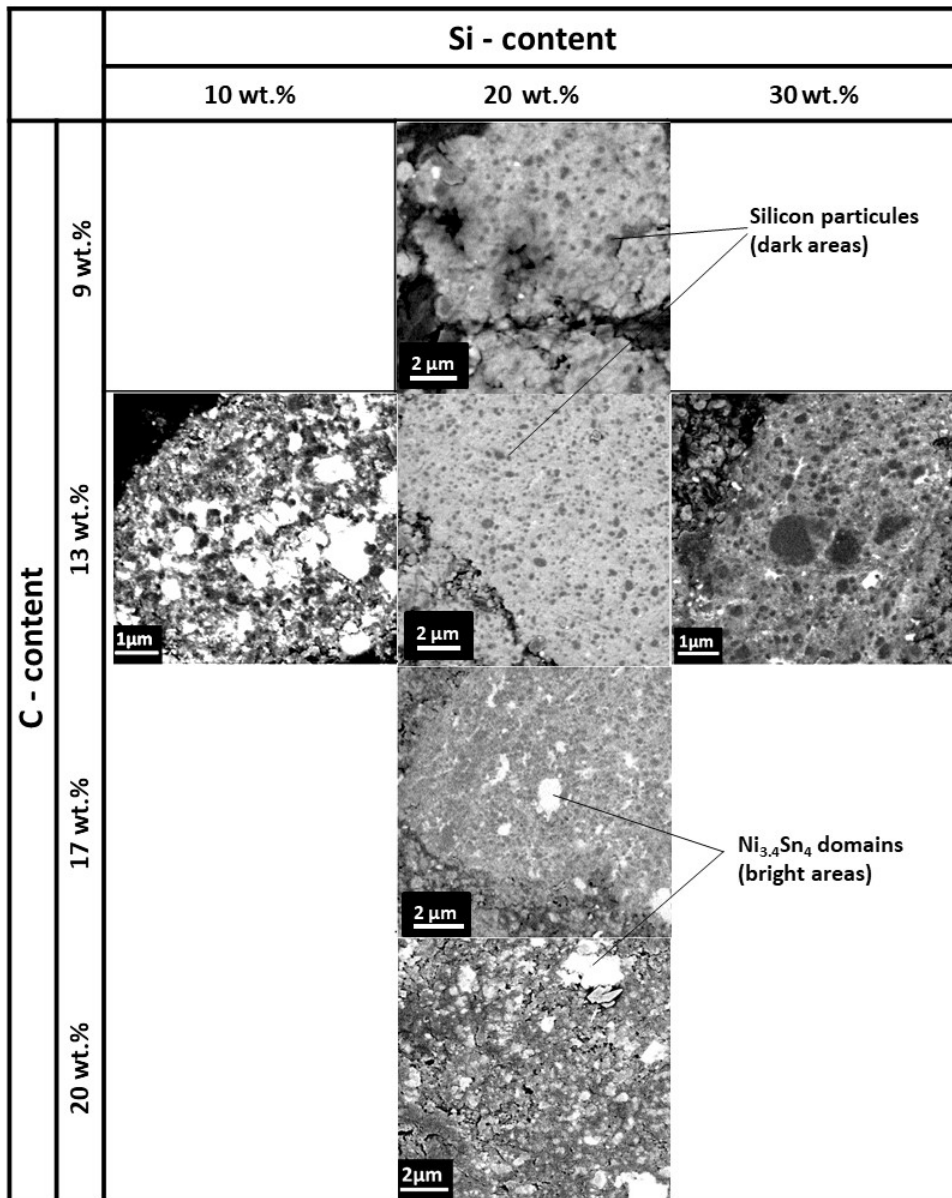 Si - content
10 wt.%
20 wt.%
30 wt.%
C - content
9 wt.%
Silicon particules
(dark areas)
2 µm
13 wt.%
1µm
2 µm
1µm
17 wt.%
Ni₃.₄Sn₄ domains
(bright areas)
2 µm
20 wt.%
2µm